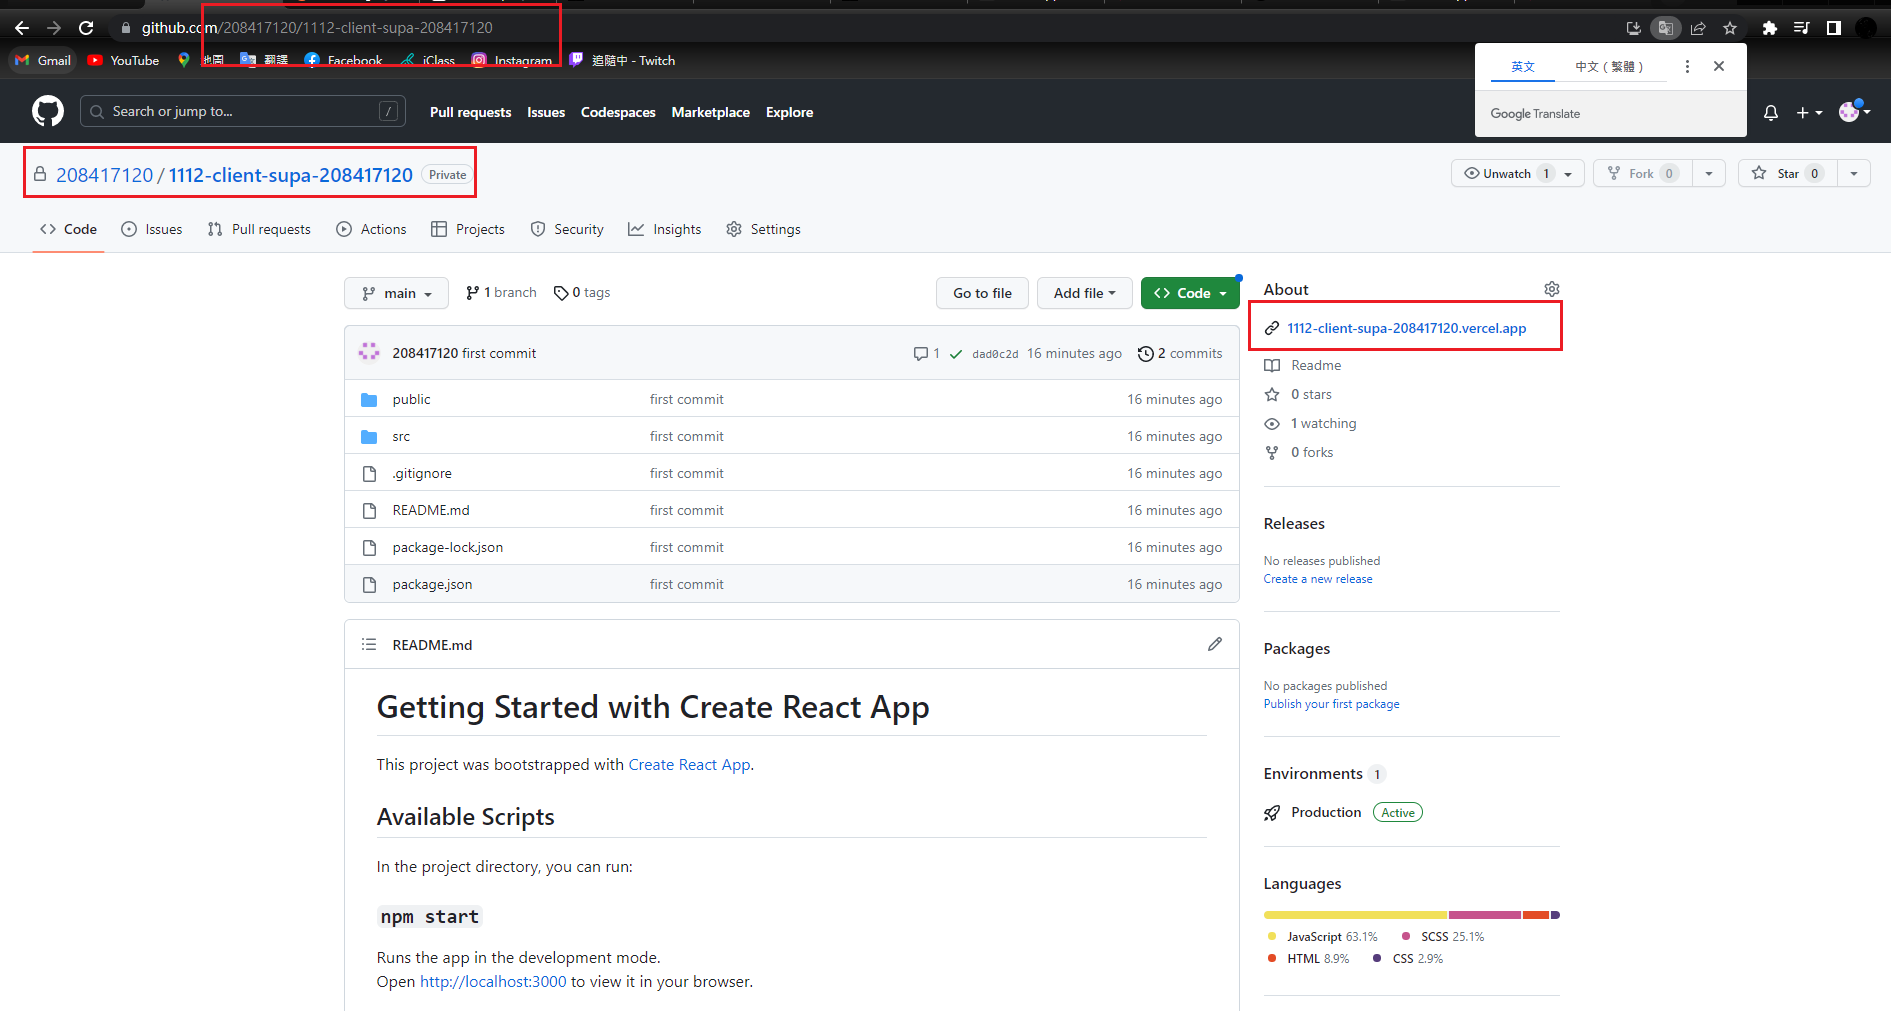 github.com/208417120/1112-client-supa-208417120
Gmail YouTube 地圖 翻譯 Facebook iClass Instagram 追隨中 - Twitch
英文 中文 ( 繁體 )
Google Translate
Search or jump to... / Pull requests Issues Codespaces Marketplace Explore
208417120 / 1112-client-supa-208417120 Private
Unwatch 1 Fork 0 Star 0
Code Issues Pull requests Actions Projects Security Insights Settings
main 1 branch 0 tags Go to file Add file Code
208417120 first commit 1 dad0c2d 16 minutes ago 2 commits
public first commit 16 minutes ago
src first commit 16 minutes ago
.gitignore first commit 16 minutes ago
README.md first commit 16 minutes ago
package-lock.json first commit 16 minutes ago
package.json first commit 16 minutes ago
README.md
Getting Started with Create React App
This project was bootstrapped with Create React App.
Available Scripts
In the project directory, you can run:
npm start
Runs the app in the development mode.
Open http://localhost:3000 to view it in your browser.
About
1112-client-supa-208417120.vercel.app
Readme
0 stars
1 watching
0 forks
Releases
No releases published
Create a new release
Packages
No packages published
Publish your first package
Environments 1
Production Active
Languages
JavaScript 63.1% SCSS 25.1%
HTML 8.9% CSS 2.9%